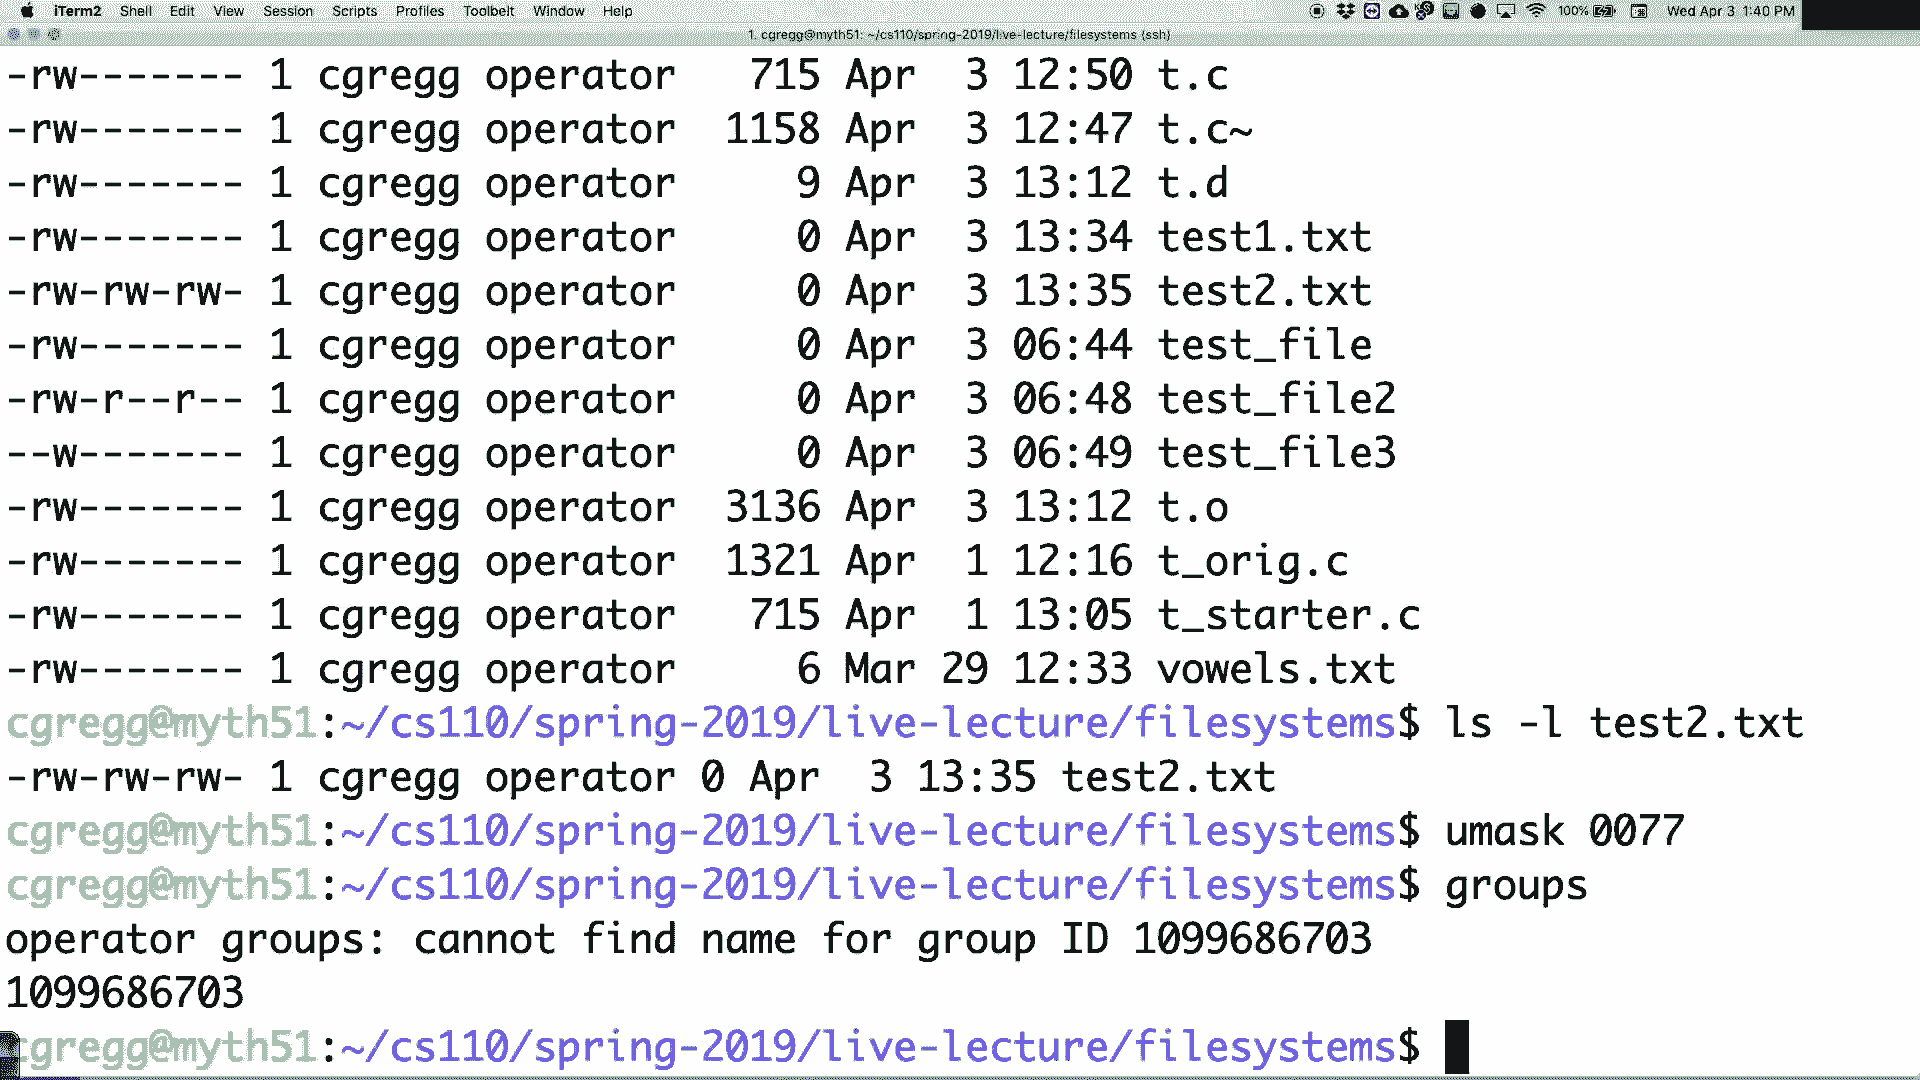 iTerm2 Shell Edit View Session Scripts Profiles Toolbelt Window Help 100% Wed Apr 3 1:40 PM
1. cgregg@myth51: ~/cs110/spring-2019/live-lecture/filesystems (ssh)
-rw------- 1 cgregg operator   715 Apr  3 12:50 t.c
-rw------- 1 cgregg operator  1158 Apr  3 12:47 t.c~
-rw------- 1 cgregg operator     9 Apr  3 13:12 t.d
-rw------- 1 cgregg operator     0 Apr  3 13:34 test1.txt
-rw-rw-rw- 1 cgregg operator     0 Apr  3 13:35 test2.txt
-rw------- 1 cgregg operator     0 Apr  3 06:44 test_file
-rw-r--r-- 1 cgregg operator     0 Apr  3 06:48 test_file2
--w------- 1 cgregg operator     0 Apr  3 06:49 test_file3
-rw------- 1 cgregg operator  3136 Apr  3 13:12 t.o
-rw------- 1 cgregg operator  1321 Apr  1 12:16 t_orig.c
-rw------- 1 cgregg operator   715 Apr  1 13:05 t_starter.c
-rw------- 1 cgregg operator     6 Mar 29 12:33 vowels.txt
cgregg@myth51:~/cs110/spring-2019/live-lecture/filesystems$ ls -l test2.txt
-rw-rw-rw- 1 cgregg operator 0 Apr  3 13:35 test2.txt
cgregg@myth51:~/cs110/spring-2019/live-lecture/filesystems$ umask 0077
cgregg@myth51:~/cs110/spring-2019/live-lecture/filesystems$ groups
operator groups: cannot find name for group ID 1099686703
1099686703
cgregg@myth51:~/cs110/spring-2019/live-lecture/filesystems$